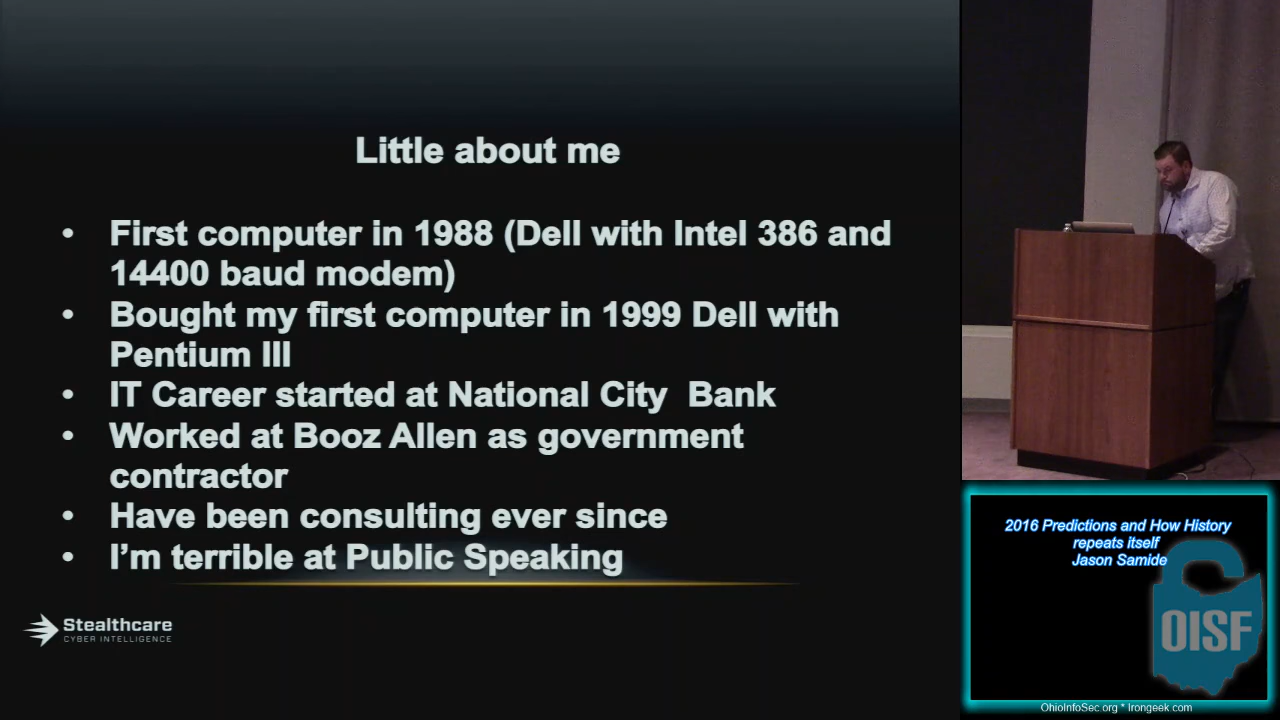 Little about me
• First computer in 1988 (Dell with Intel 386 and
14400 baud modem)
• Bought my first computer in 1999 Dell with
Pentium III
• IT Career started at National City  Bank
• Worked at Booz Allen as government
contractor
• Have been consulting ever since
• I'm terrible at Public Speaking
Stealthcare
CYBER INTELLIGENCE
2016 Predictions and How History
repeats itself
Jason Samide
OISF
OhioInfoSec.org * Irongeek.com